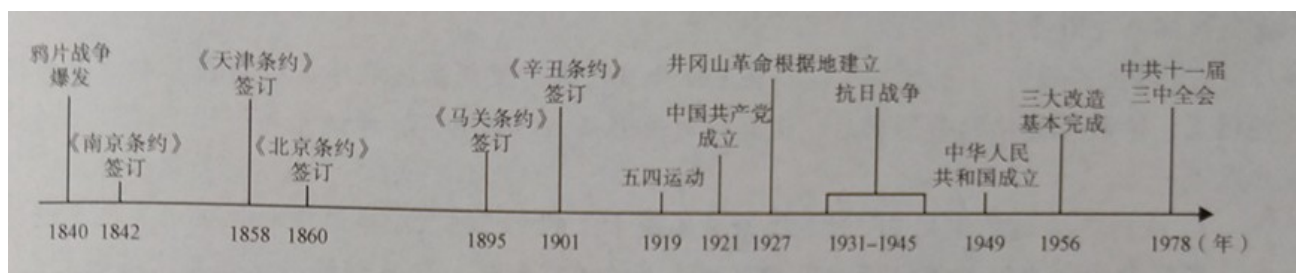 鸦片战争
爆发
《南京条约》
签订
《天津条约》
签订
《北京条约》
签订
《马关条约》
签订
《辛丑条约》
签订
五四运动
中国共产党
成立
井冈山革命根据地建立
抗日战争
中华人民
共和国成立
三大改造
基本完成
中共十一届
三中全会
1840 1842 1858 1860 1895 1901 1919 1921 1927 1931-1945 1949 1956 1978(年)